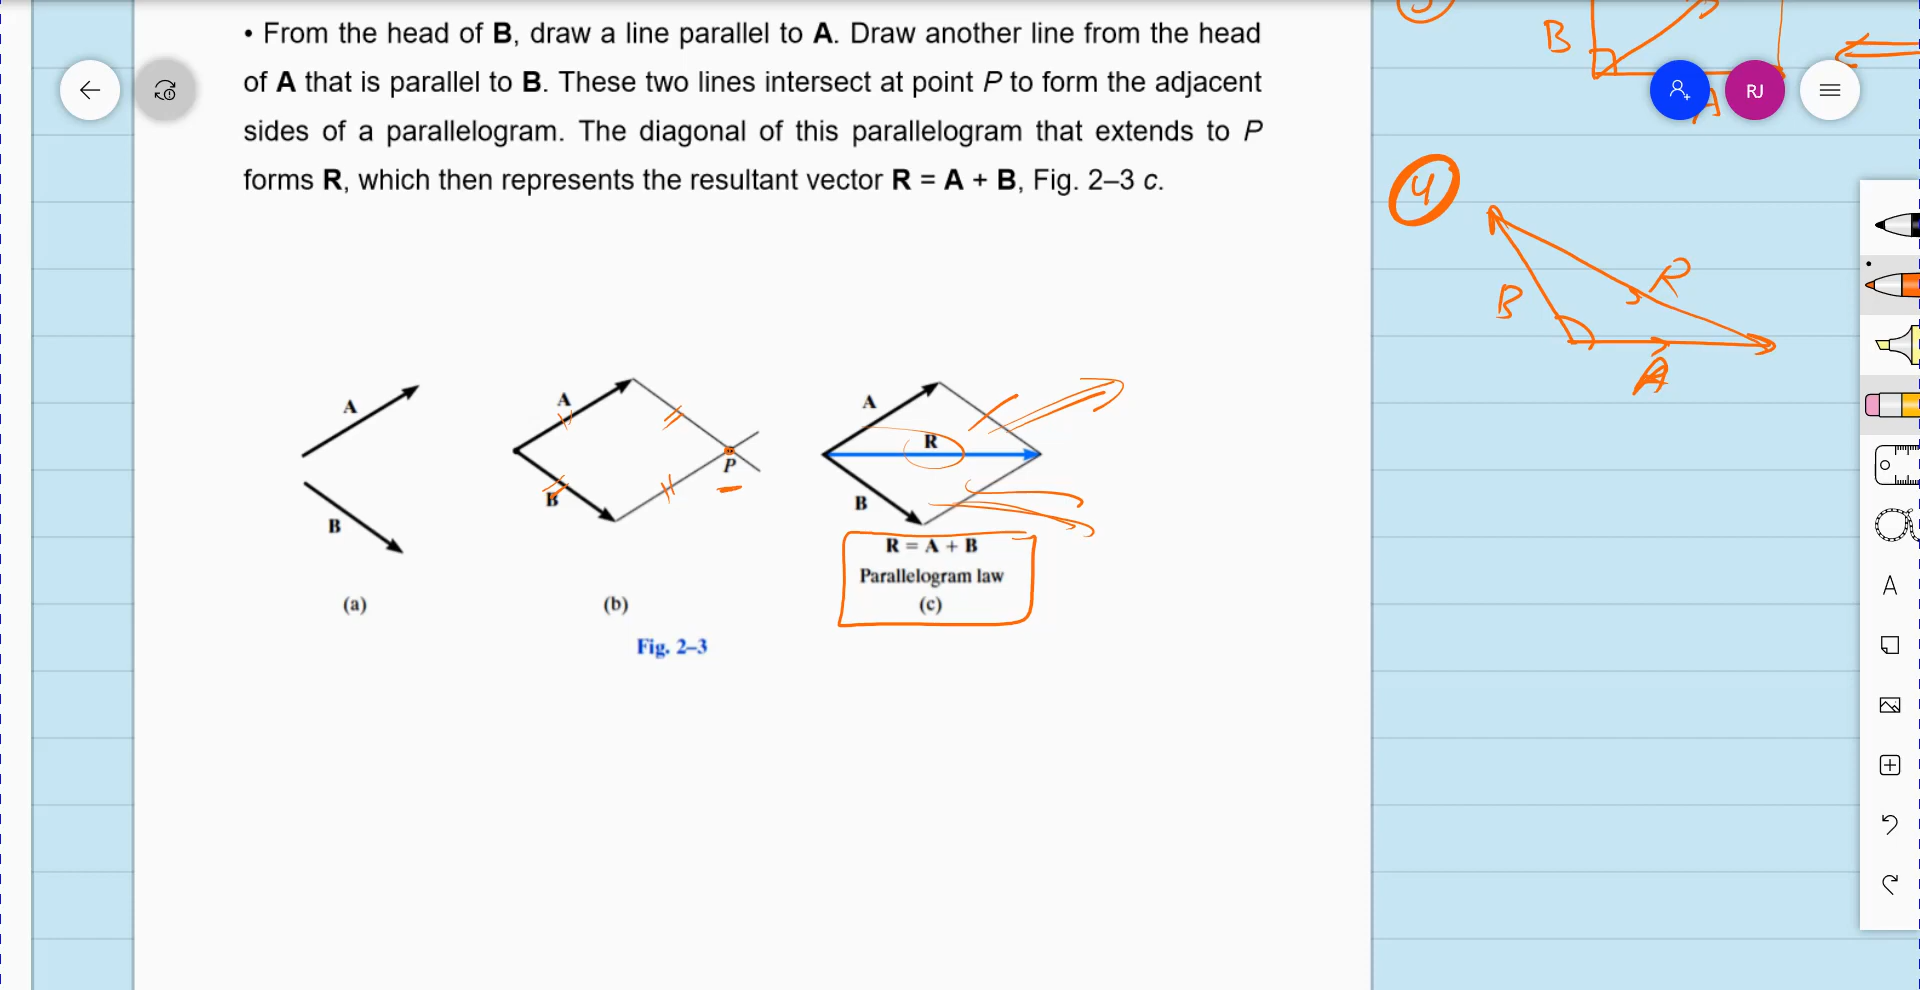 • From the head of B, draw a line parallel to A. Draw another line from the head
of A that is parallel to B. These two lines intersect at point P to form the adjacent
sides of a parallelogram. The diagonal of this parallelogram that extends to P
forms R, which then represents the resultant vector R = A + B, Fig. 2–3 c.
A
B
(a)
A
B
P
(b)
A
R
B
R = A + B
Parallelogram law
(c)
Fig. 2–3
B
A
RJ
4
B
R
A
A